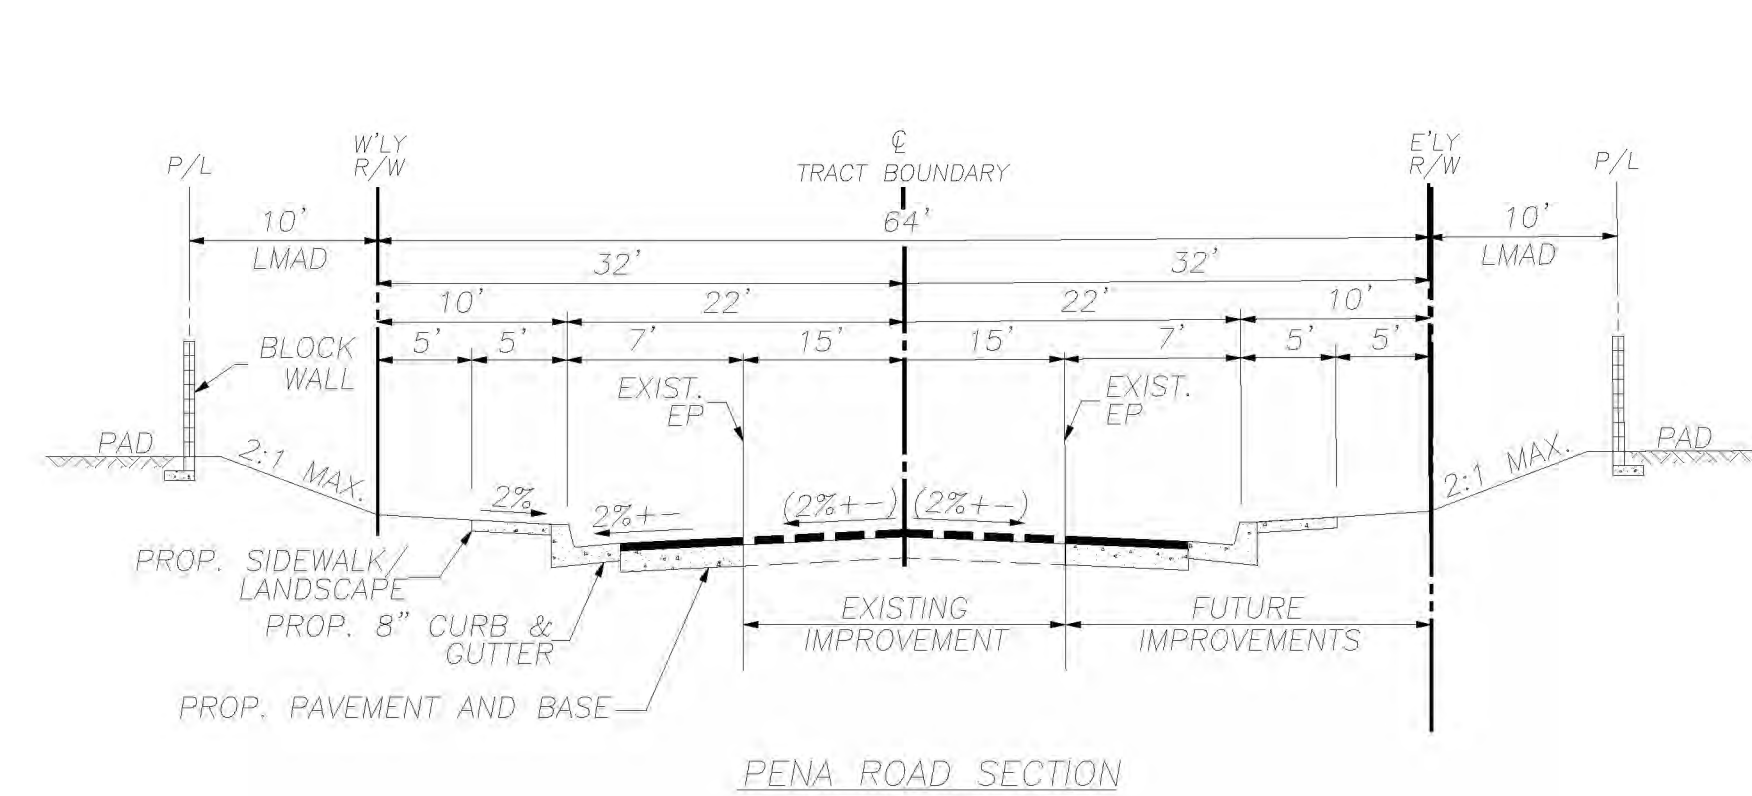 P/L
W'LY
R/W
℄
TRACT BOUNDARY
E'LY
R/W
P/L
10'
LMAD
64'
10'
LMAD
32'
32'
10'
22'
22'
10'
5'
5'
7'
15'
15'
7'
5'
5'
BLOCK
WALL
EXIST.
EP
EXIST.
EP
PAD
2:1 MAX.
2%
2%+-
(2%+-)
(2%+-)
2:1 MAX.
PAD
PROP. SIDEWALK/
LANDSCAPE
PROP. 8" CURB &
GUTTER
EXISTING
IMPROVEMENT
FUTURE
IMPROVEMENTS
PROP. PAVEMENT AND BASE
PENA ROAD SECTION